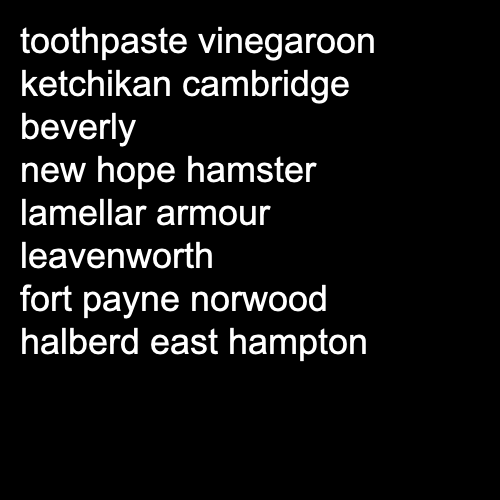 toothpaste vinegaroon
ketchikan cambridge
beverly
new hope hamster
lamellar armour
leavenworth
fort payne norwood
halberd east hampton